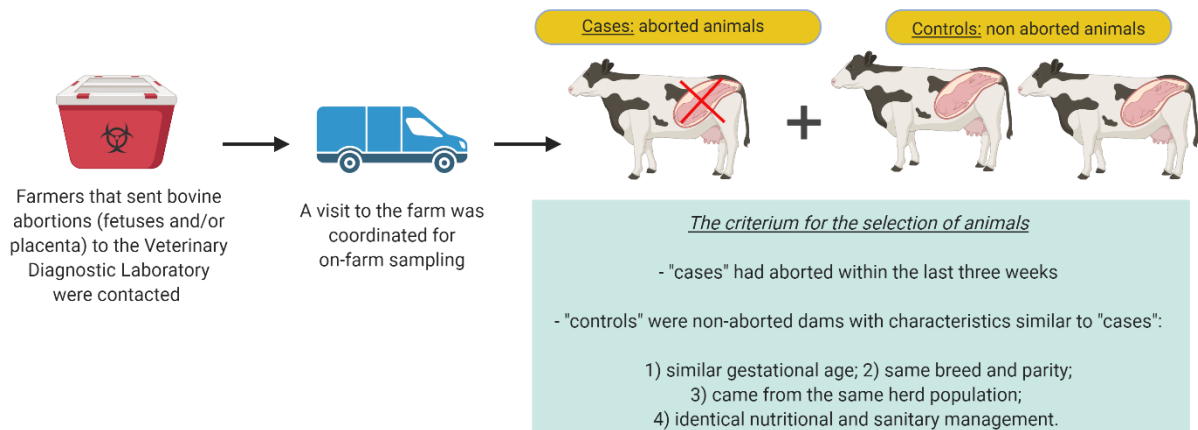 Cases: aborted animals
Controls: non aborted animals
Farmers that sent bovine
abortions (fetuses and/or
placenta) to the Veterinary
Diagnostic Laboratory
were contacted
A visit to the farm was
coordinated for
on-farm sampling
The criterium for the selection of animals
- "cases" had aborted within the last three weeks
- "controls" were non-aborted dams with characteristics similar to "cases":
1) similar gestational age; 2) same breed and parity;
3) came from the same herd population;
4) identical nutritional and sanitary management.